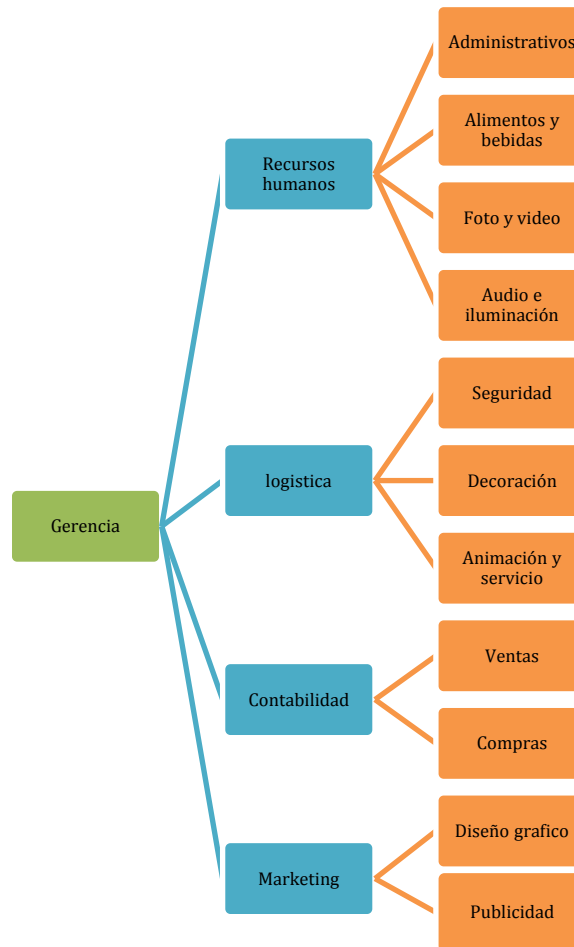 Gerencia
Recursos
humanos
Administrativos
Alimentos y
bebidas
Foto y video
Audio e
iluminación
logistica
Seguridad
Decoración
Animación y
servicio
Contabilidad
Ventas
Compras
Marketing
Diseño grafico
Publicidad